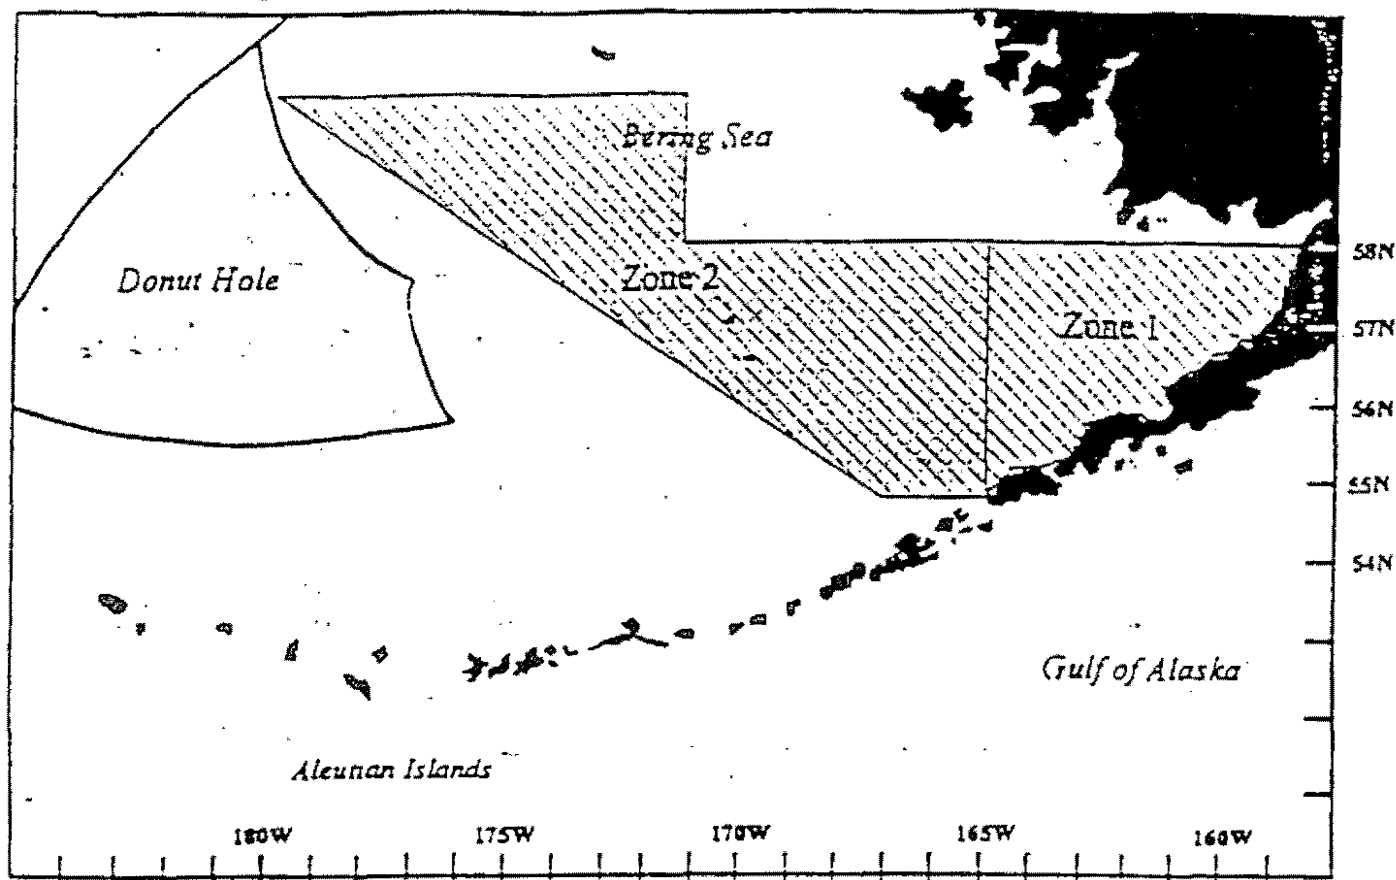 Bering Sea
58N
Donut Hole
Zone 2
Zone 1
57N
56N
55N
54N
Gulf of Alaska
Aleutian Islands
180W
175W
170W
165W
160W